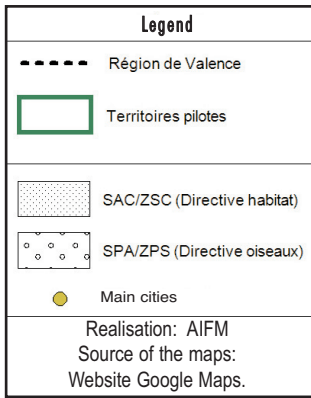 Legend
Région de Valence
Territoires pilotes
SAC/ZSC (Directive habitat)
SPA/ZPS (Directive oiseaux)
Main cities
Realisation: AIFM
Source of the maps:
Website Google Maps.